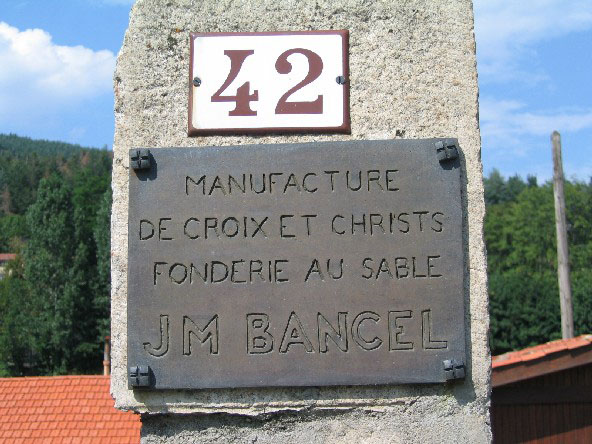 42
MANUFACTURE
DE CROIX ET CHRISTS
FONDERIE AU SABLE
JM BANCEL